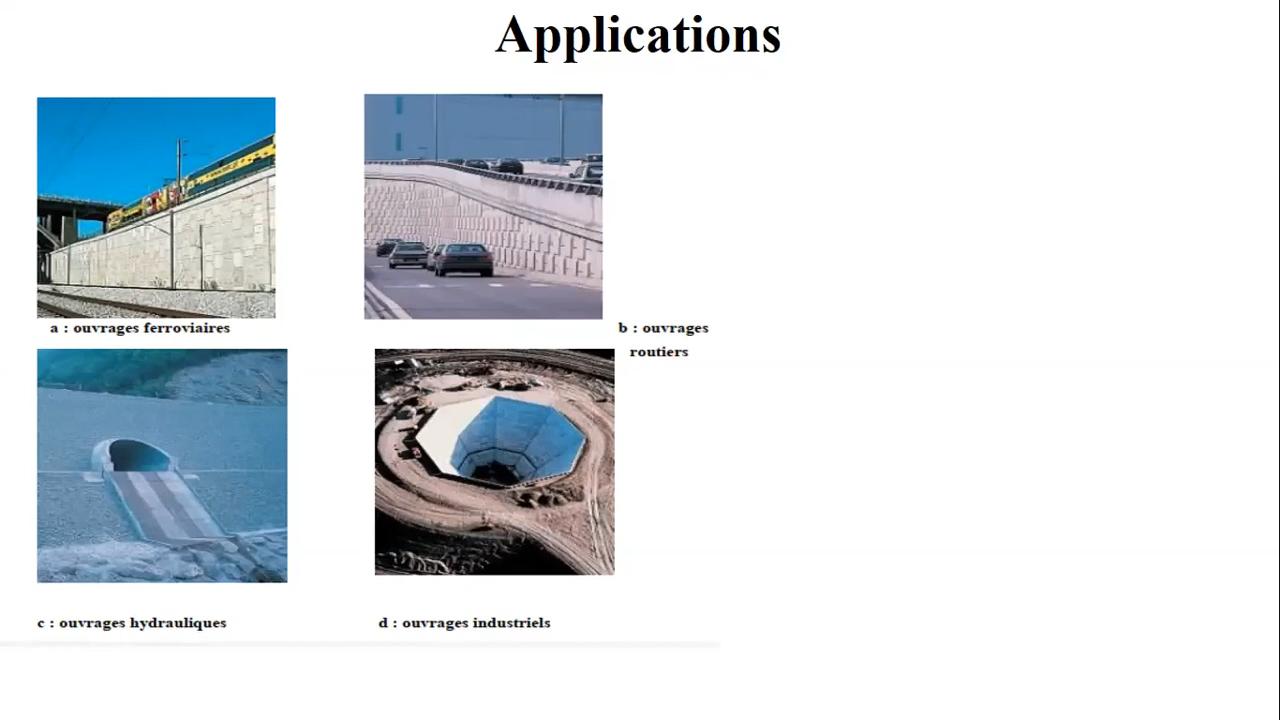 Applications
a : ouvrages ferroviaires
b : ouvrages
routiers
c : ouvrages hydrauliques
d : ouvrages industriels